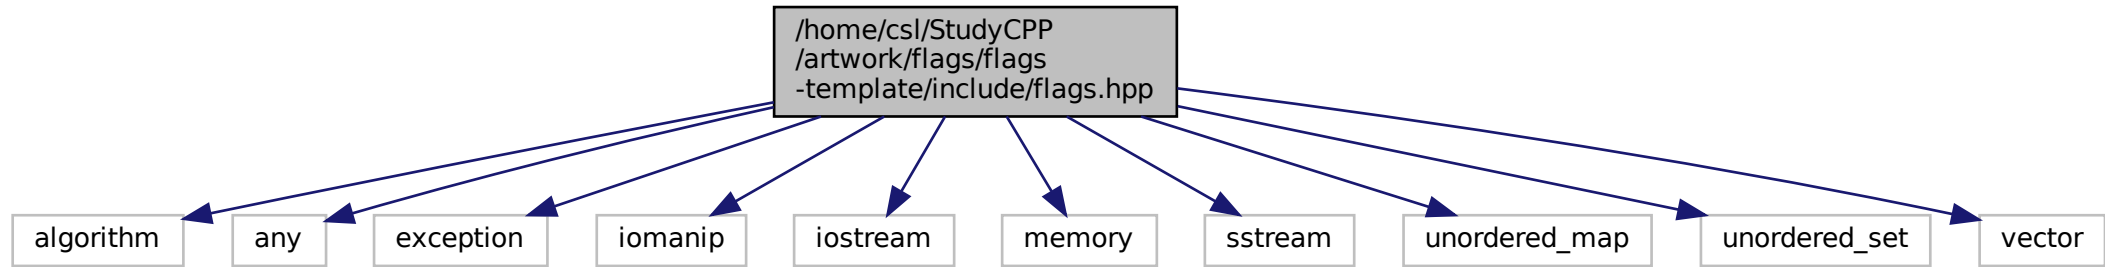 /home/csl/StudyCPP
/artwork/flags/flags
-template/include/flags.hpp
algorithm
any
exception
iomanip
iostream
memory
sstream
unordered_map
unordered_set
vector